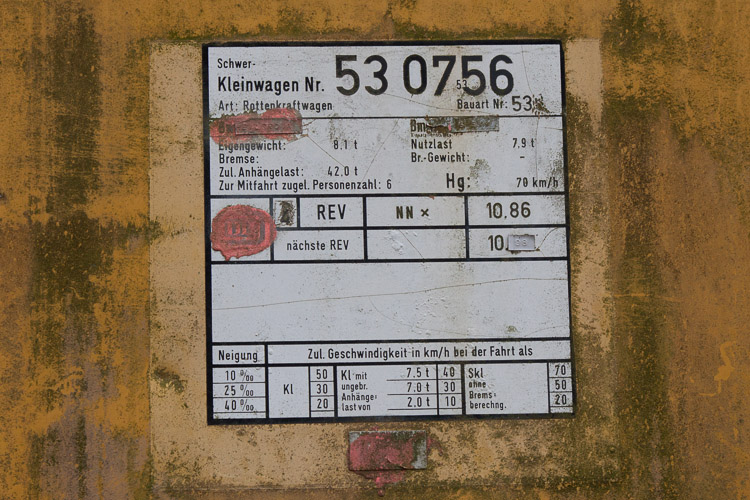 Schwer-
Kleinwagen Nr. 53 0756
Art: Rottenkraftwagen Bauart Nr: 53
Eigengewicht: 8.1 t Nutzlast 7.9 t
Bremse: Br.-Gewicht: -
Zul. Anhängelast: 42.0 t
Zur Mitfahrt zugel. Personenzahl: 6 Hg: 70 km/h
REV NN × 10,86
nächste REV 10,
Neigung Zul. Geschwindigkeit in km/h bei der Fahrt als
10 ‰ Kl 50 Kl mit 7.5 t 40 Skl 70
25 ‰ 30 ungebr. 7.0 t 30 ohne 50
40 ‰ 20 Anhänge= 2.0 t 10 Brems= 20
last von berechng.